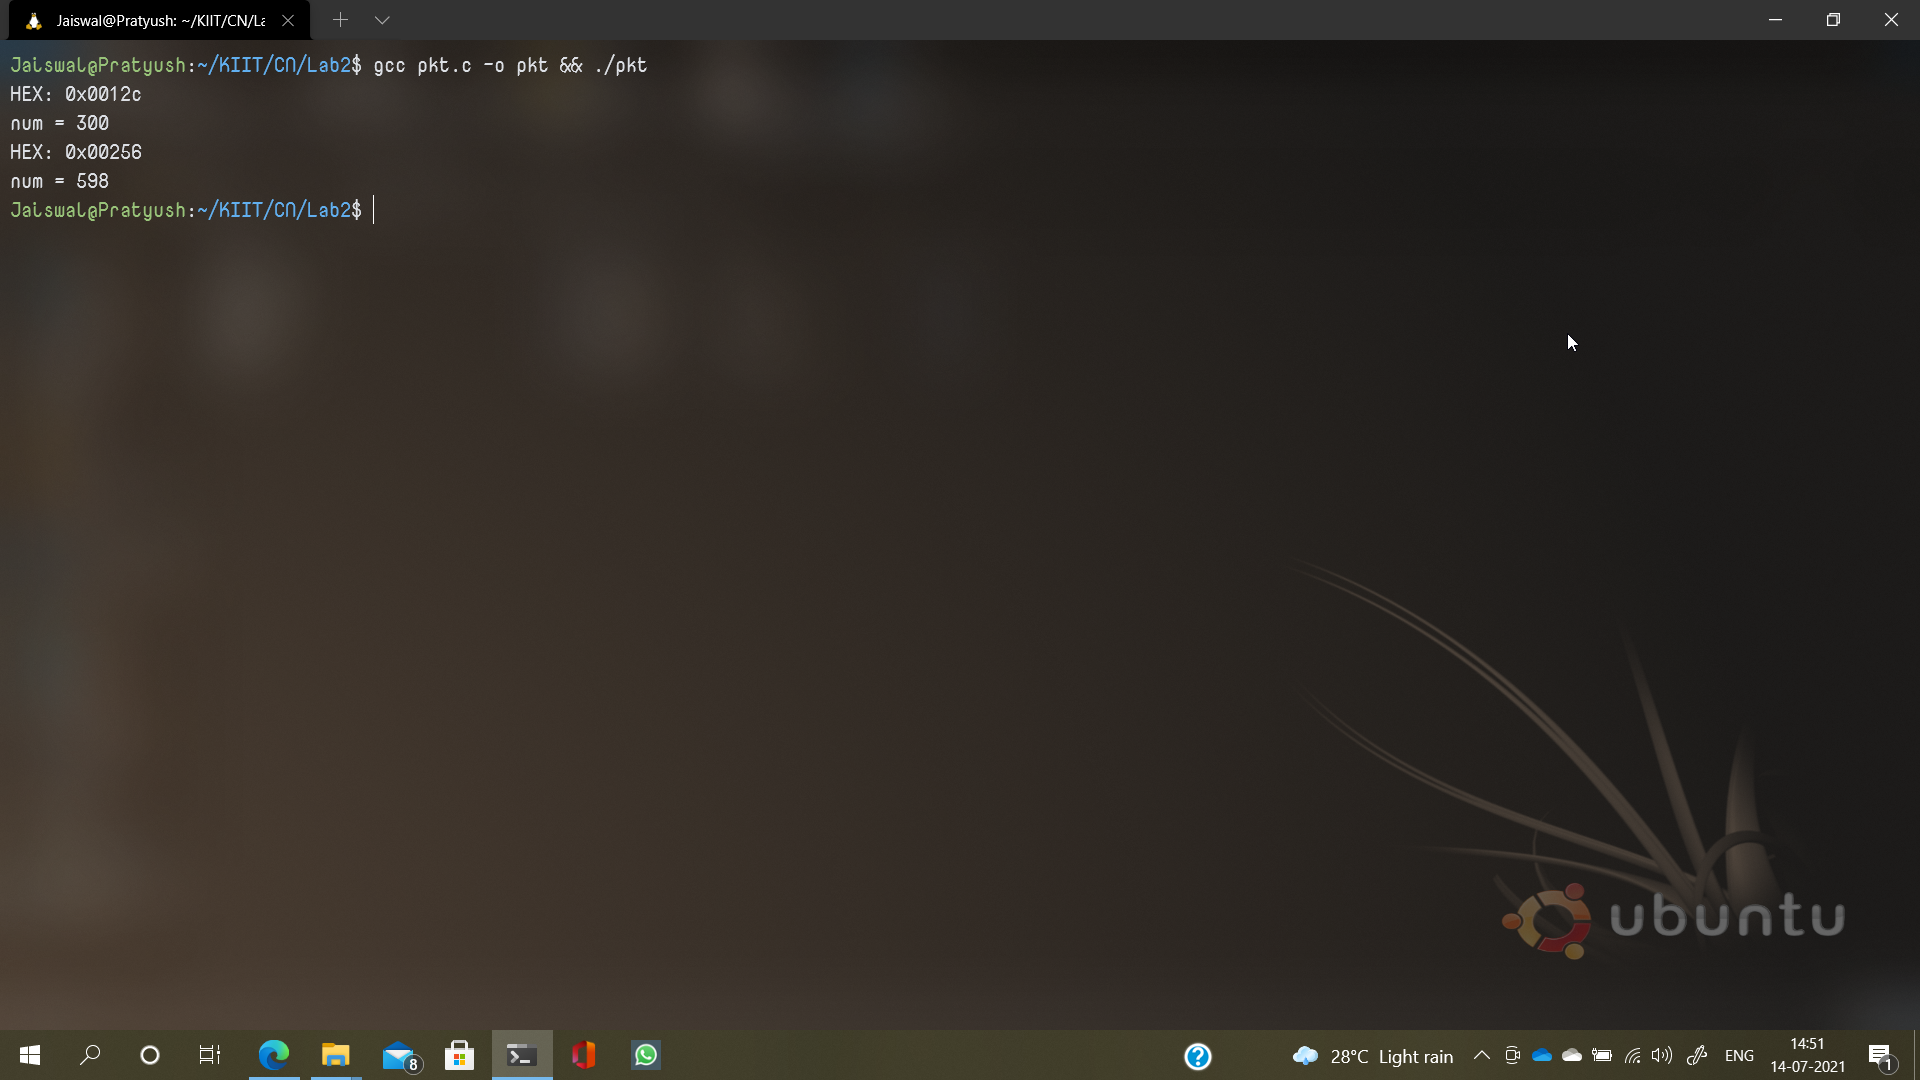 Jaiswal@Pratyush: ~/KIIT/CN/La
Jaiswal@Pratyush:~/KIIT/CN/Lab2$ gcc pkt.c -o pkt && ./pkt
HEX: 0x0012c
num = 300
HEX: 0x00256
num = 598
Jaiswal@Pratyush:~/KIIT/CN/Lab2$
ubuntu
8
28°C Light rain
ENG
14:51
14-07-2021
1